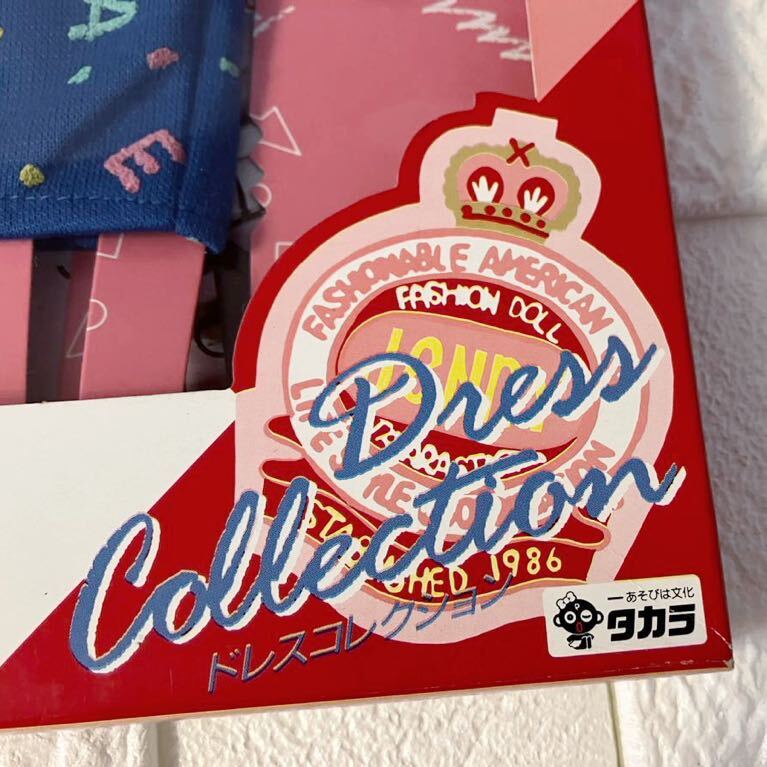 A
E
FASHIONABLE AMERICAN
FASHION DOLL
Dress
Collection
ESTABLISHED 1986
ドレスコレクション
ーあそびは文化
タカラ